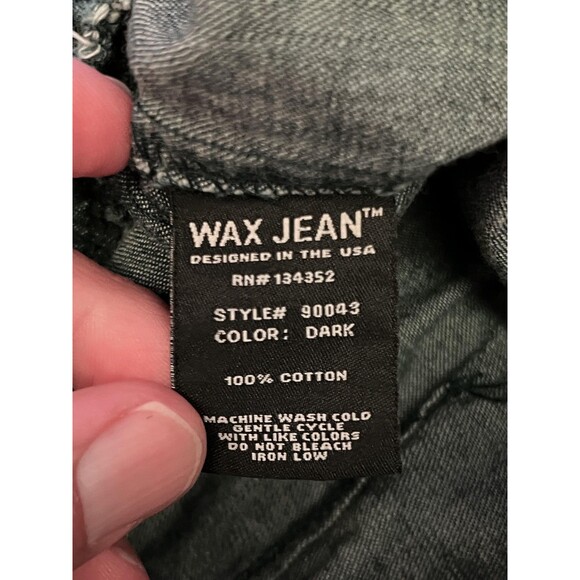 WAX JEAN™
DESIGNED IN THE USA
RN# 134352
STYLE# 90043
COLOR: DARK
100% COTTON
MACHINE WASH COLD
GENTLE CYCLE
WITH LIKE COLORS
DO NOT BLEACH
IRON LOW